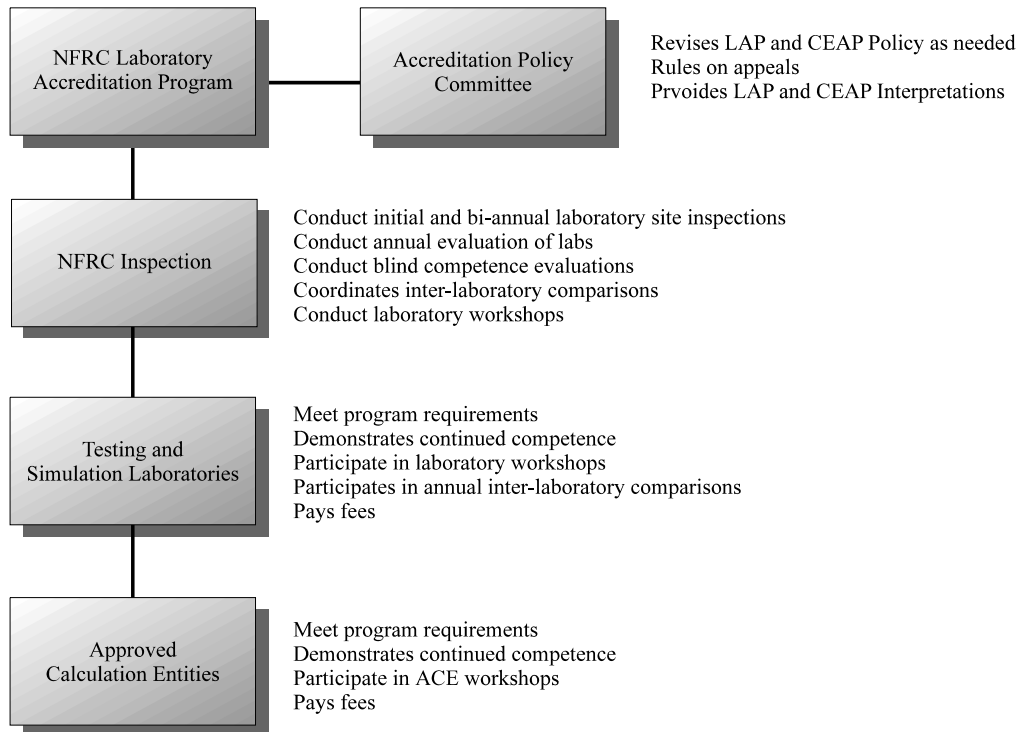 NFRC Laboratory
Accreditation Program
Accreditation Policy
Committee
Revises LAP and CEAP Policy as needed
Rules on appeals
Prvoides LAP and CEAP Interpretations
NFRC Inspection
Conduct initial and bi-annual laboratory site inspections
Conduct annual evaluation of labs
Conduct blind competence evaluations
Coordinates inter-laboratory comparisons
Conduct laboratory workshops
Testing and
Simulation Laboratories
Meet program requirements
Demonstrates continued competence
Participate in laboratory workshops
Participates in annual inter-laboratory comparisons
Pays fees
Approved
Calculation Entities
Meet program requirements
Demonstrates continued competence
Participate in ACE workshops
Pays fees